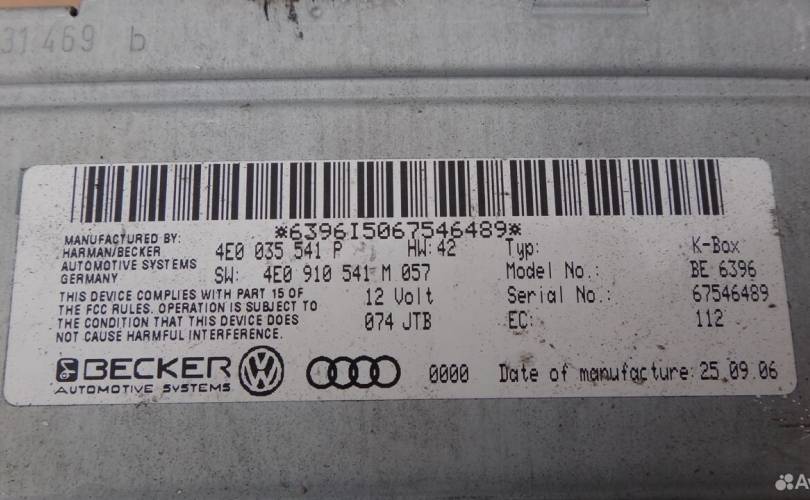 31469 b
*6396I5067546489*
MANUFACTURED BY:
HARMAN/BECKER
AUTOMOTIVE SYSTEMS
GERMANY
4E0 035 541 P HW:42
SW: 4E0 910 541 M 057
Typ: K-Box
Model No.: BE 6396
THIS DEVICE COMPLIES WITH PART 15 OF
THE FCC RULES. OPERATION IS SUBJECT TO
THE CONDITION THAT THIS DEVICE DOES
NOT CAUSE HARMFUL INTERFERENCE.
12 Volt
074 JTB
Serial No.: 67546489
EC: 112
BECKER
AUTOMOTIVE SYSTEMS
0000 Date of manufacture: 25.09.06